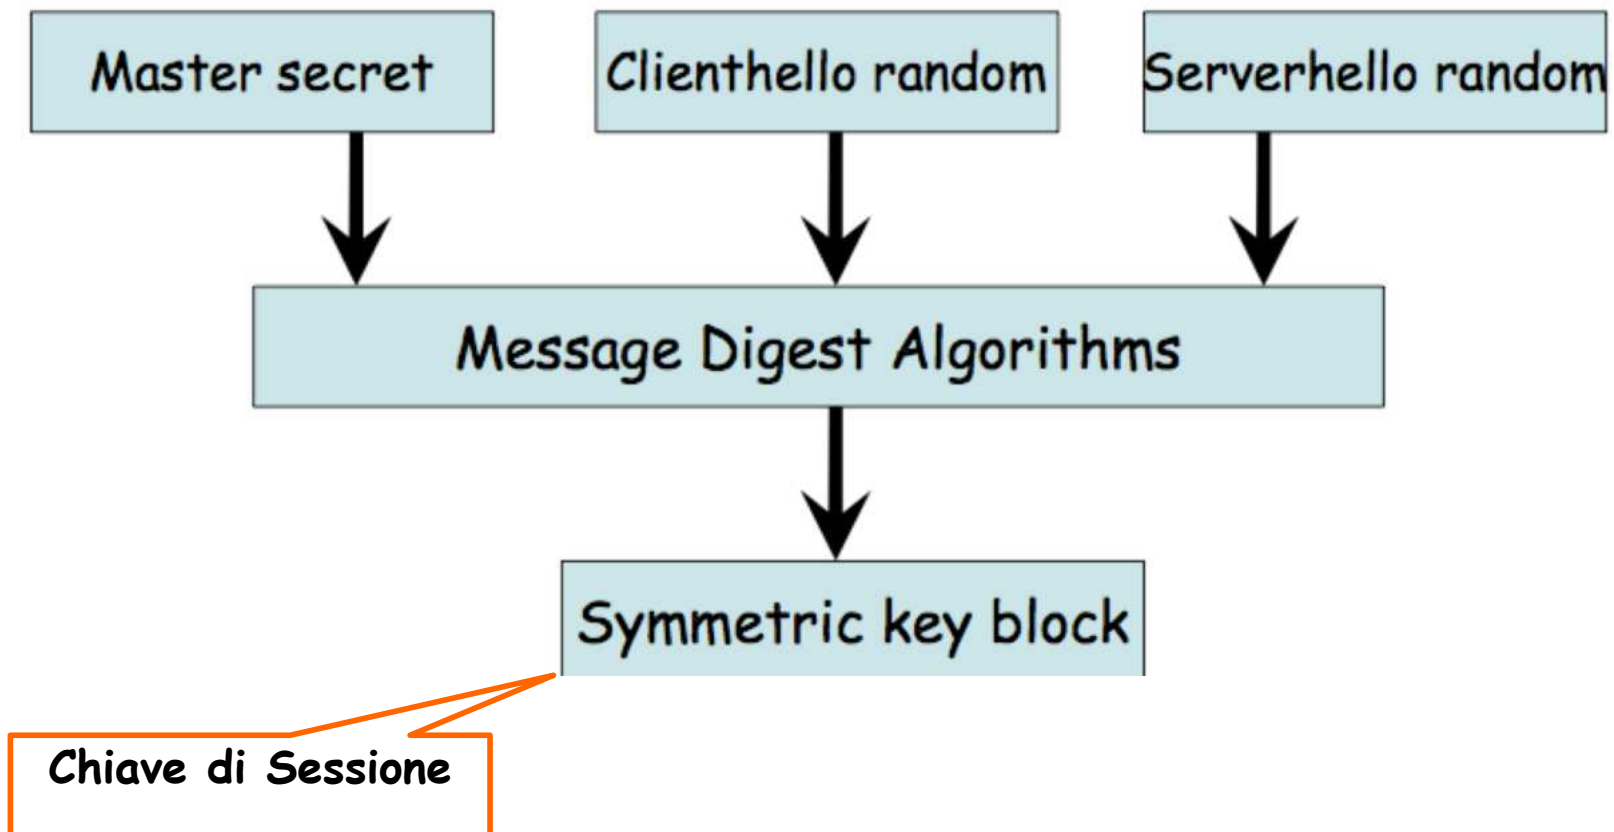 Master secret
Clienthello random
Serverhello random
Message Digest Algorithms
Symmetric key block
Chiave di Sessione